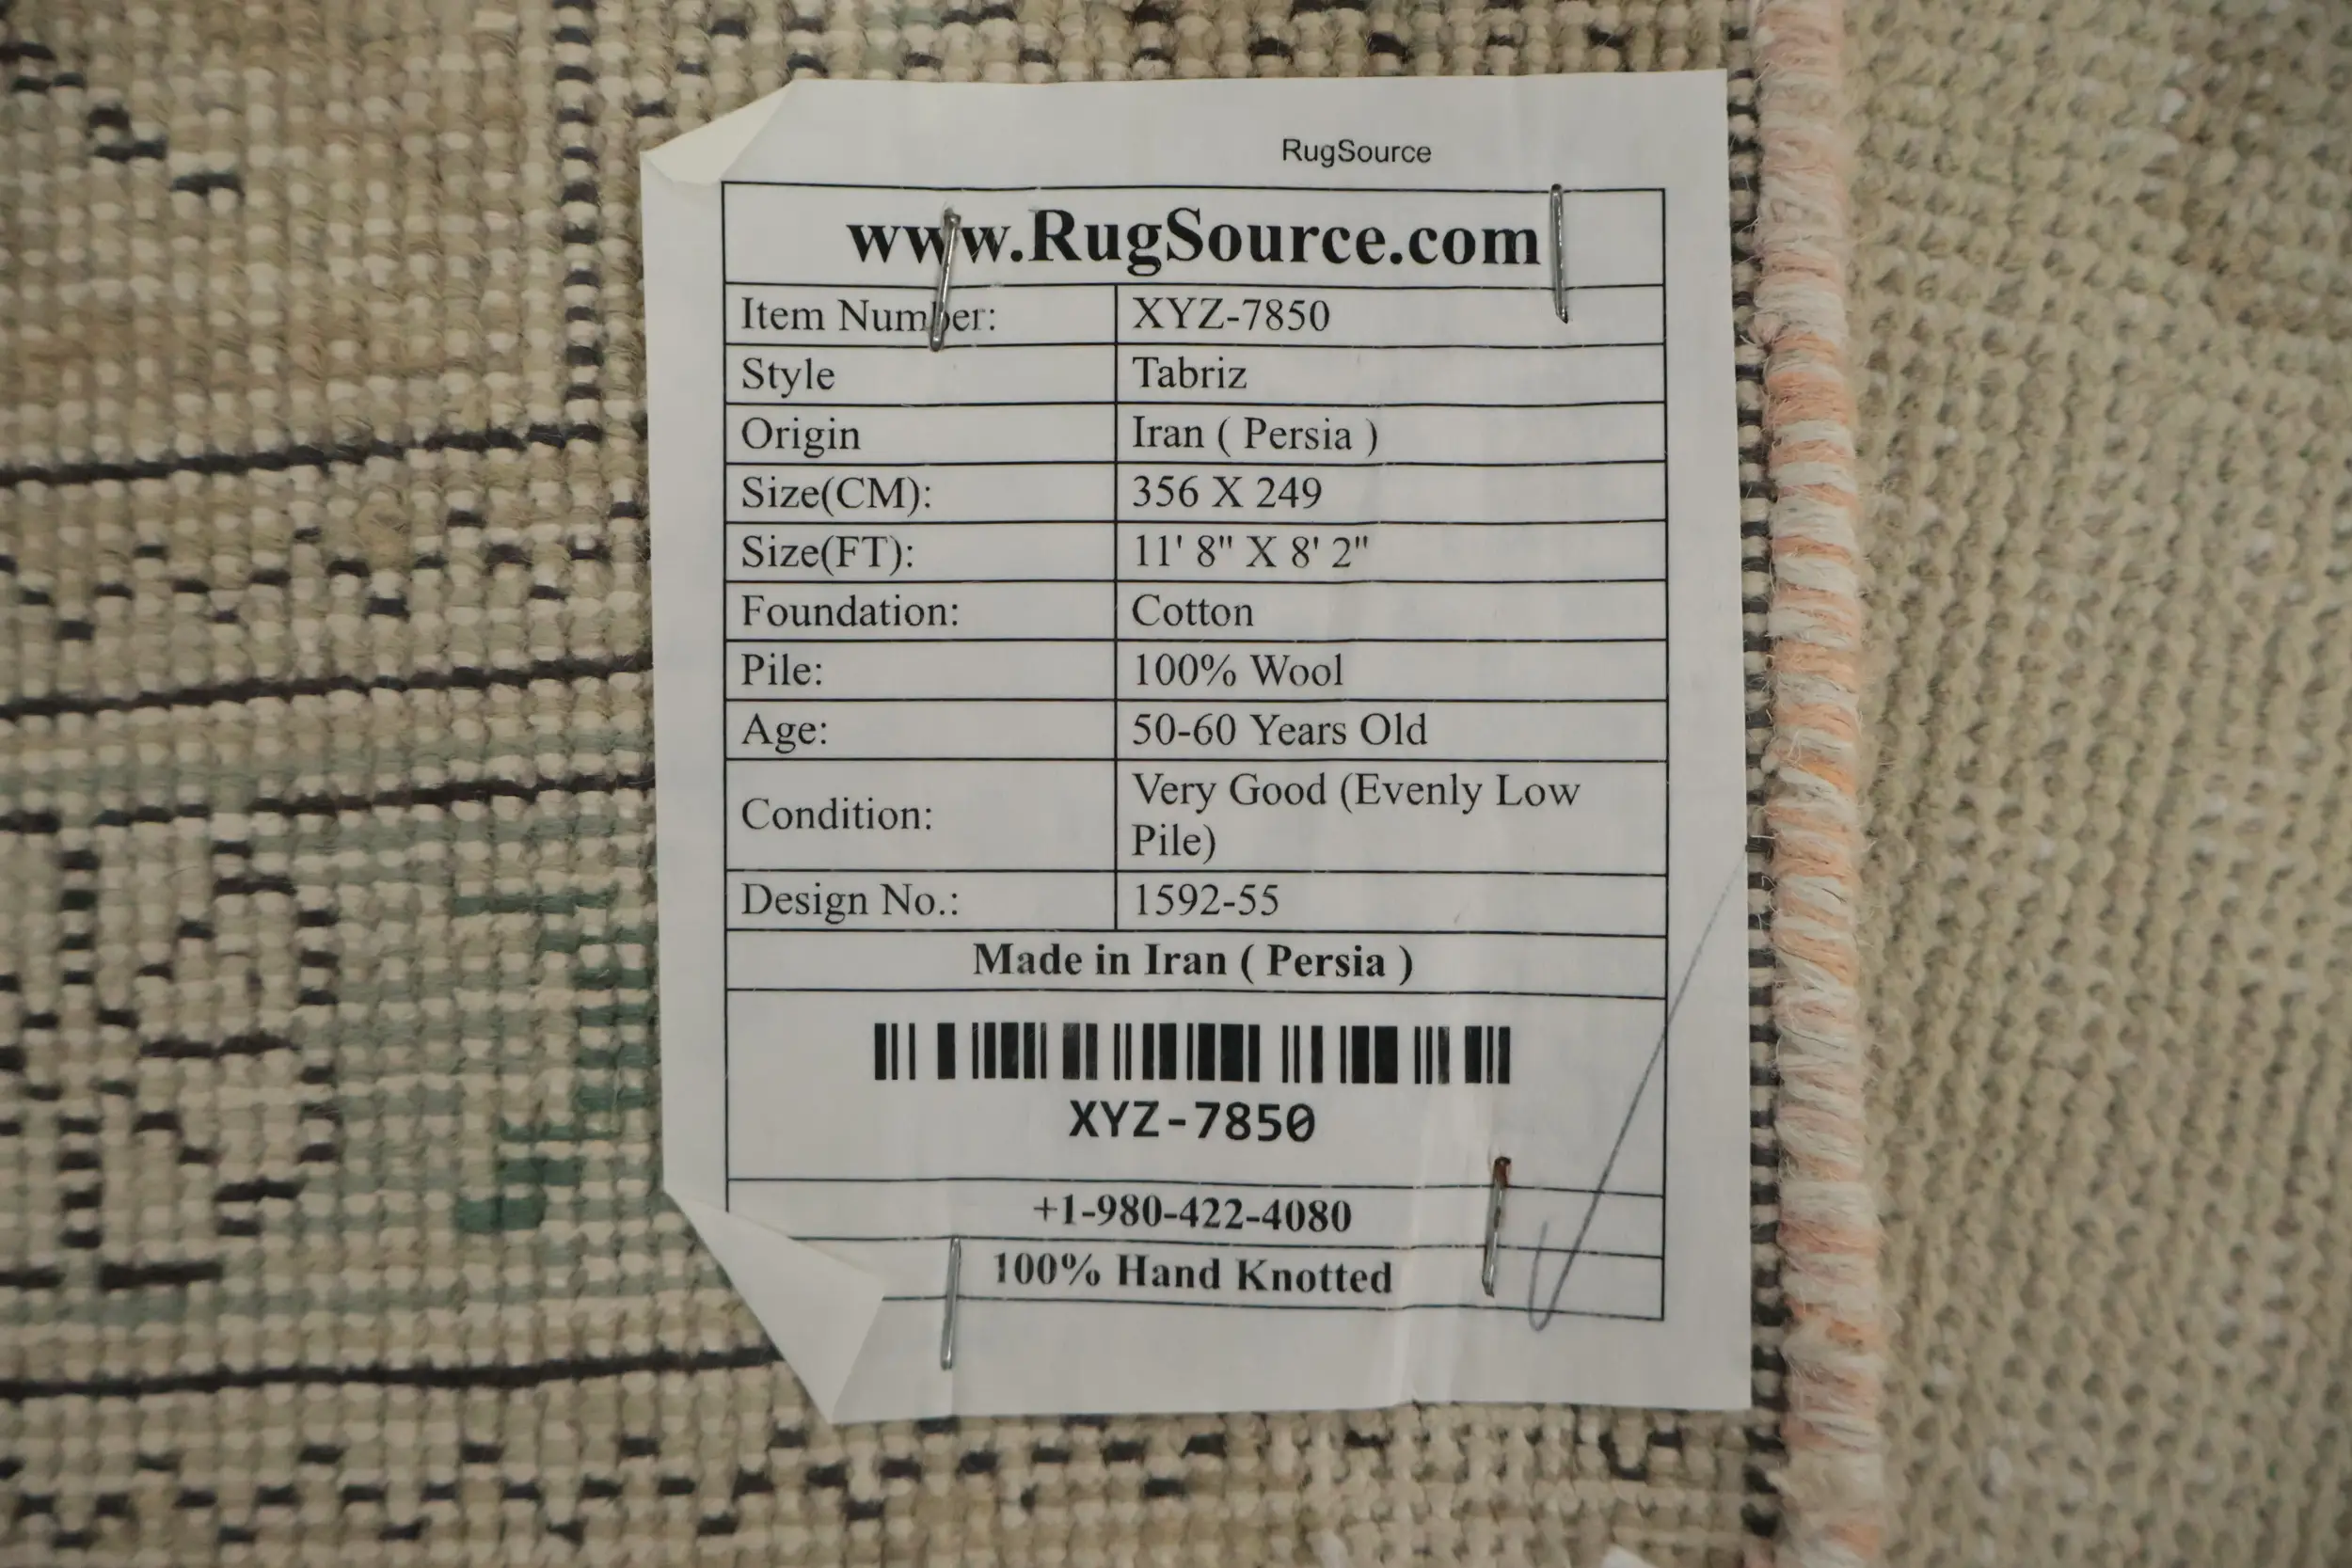 RugSource
www.RugSource.com
Item Number: XYZ-7850
Style Tabriz
Origin Iran ( Persia )
Size(CM): 356 X 249
Size(FT): 11' 8" X 8' 2"
Foundation: Cotton
Pile: 100% Wool
Age: 50-60 Years Old
Condition: Very Good (Evenly Low
Pile)
Design No.: 1592-55
Made in Iran ( Persia )
XYZ-7850
+1-980-422-4080
100% Hand Knotted